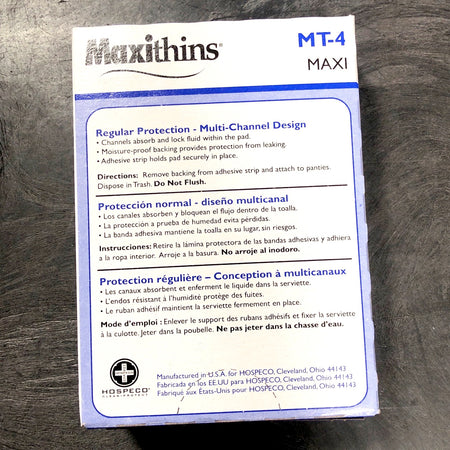 Maxithins®
MT-4
MAXI
Regular Protection - Multi-Channel Design
• Channels absorb and lock fluid within the pad.
• Moisture-proof backing provides protection from leaking.
• Adhesive strip holds pad securely in place.
Directions: Remove backing from adhesive strip and attach to panties.
Dispose in Trash. Do Not Flush.
Protección normal - diseño multicanal
• Los canales absorben y bloquean el flujo dentro de la toalla.
• La protección a prueba de humedad evita pérdidas.
• La banda adhesiva mantiene la toalla en su lugar, sin riesgos.
Instrucciones: Retire la lámina protectora de las bandas adhesivas y adhiera
a la ropa interior. Arroje a la basura. No arroje al inodoro.
Protection régulière – Conception à multicanaux
• Les canaux absorbent et enferment le liquide dans la serviette.
• L'endos résistant à l'humidité protège des fuites.
• Le ruban adhésif maintient la serviette fermement en place.
Mode d'emploi : Enlever le support des rubans adhésifs et fixer la serviette
à la culotte. Jeter dans la poubelle. Ne pas jeter dans la chasse d'eau.
HOSPECO®
CLEAN•PROTECT
Manufactured in U.S.A. for HOSPECO, Cleveland, Ohio 44143
Fabricada en los EE.UU para HOSPECO, Cleveland, Ohio 44143
Fabriqué aux États-Unis pour HOSPECO, Cleveland, Ohio 44143